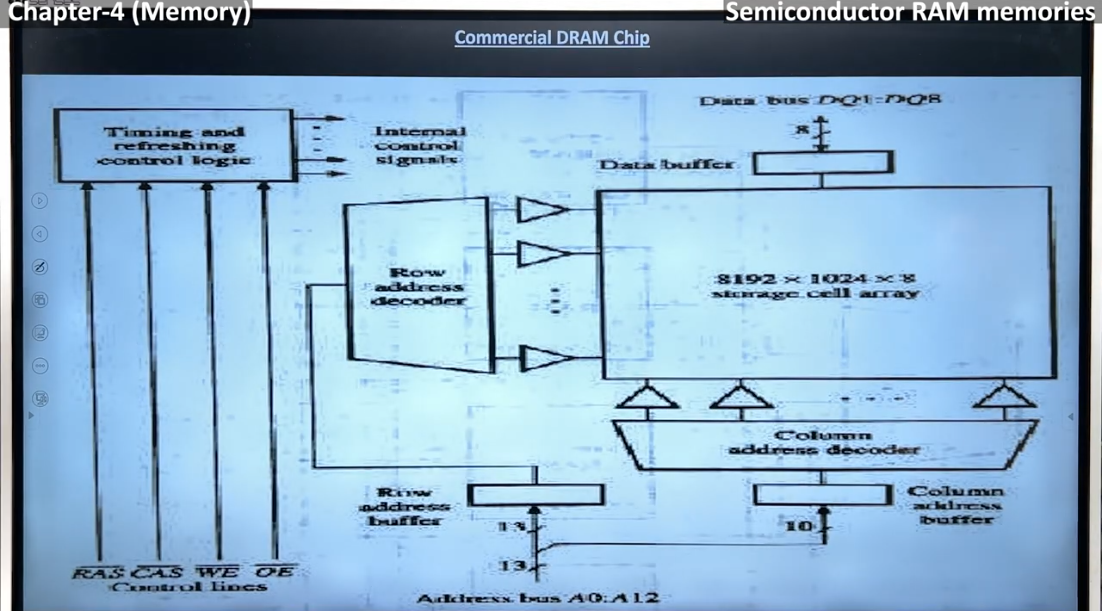 Chapter-4 (Memory)
Semiconductor RAM memories
Commercial DRAM Chip
Data bus DQ1:DQ8
8
Data buffer
Timing and
refreshing
control logic
Internal
control
signals
Row
address
decoder
8192 × 1024 × 8
storage cell array
Column
address decoder
Row
address
buffer
Column
address
buffer
13
10
13
RAS CAS WE OE
Control lines
Address bus A0:A12